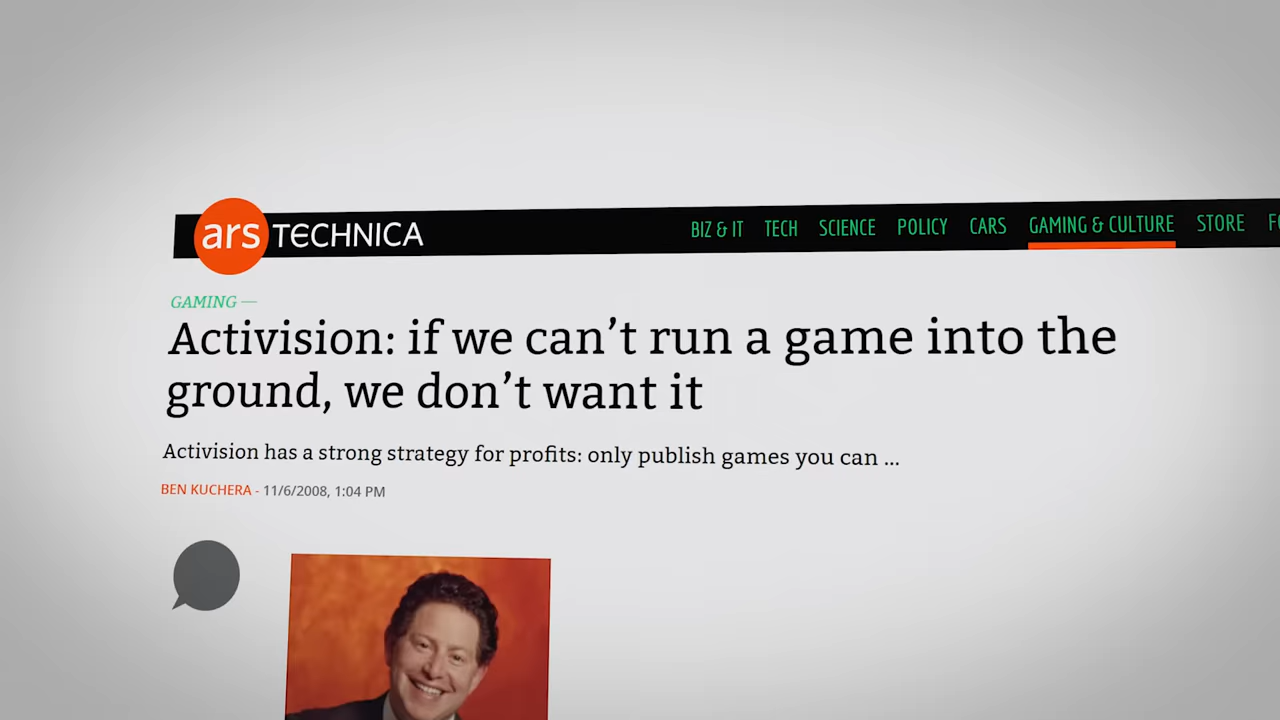 ars TECHNICA
BIZ & IT TECH SCIENCE POLICY CARS GAMING & CULTURE STORE
GAMING —
Activision: if we can’t run a game into the
ground, we don’t want it
Activision has a strong strategy for profits: only publish games you can ...
BEN KUCHERA - 11/6/2008, 1:04 PM